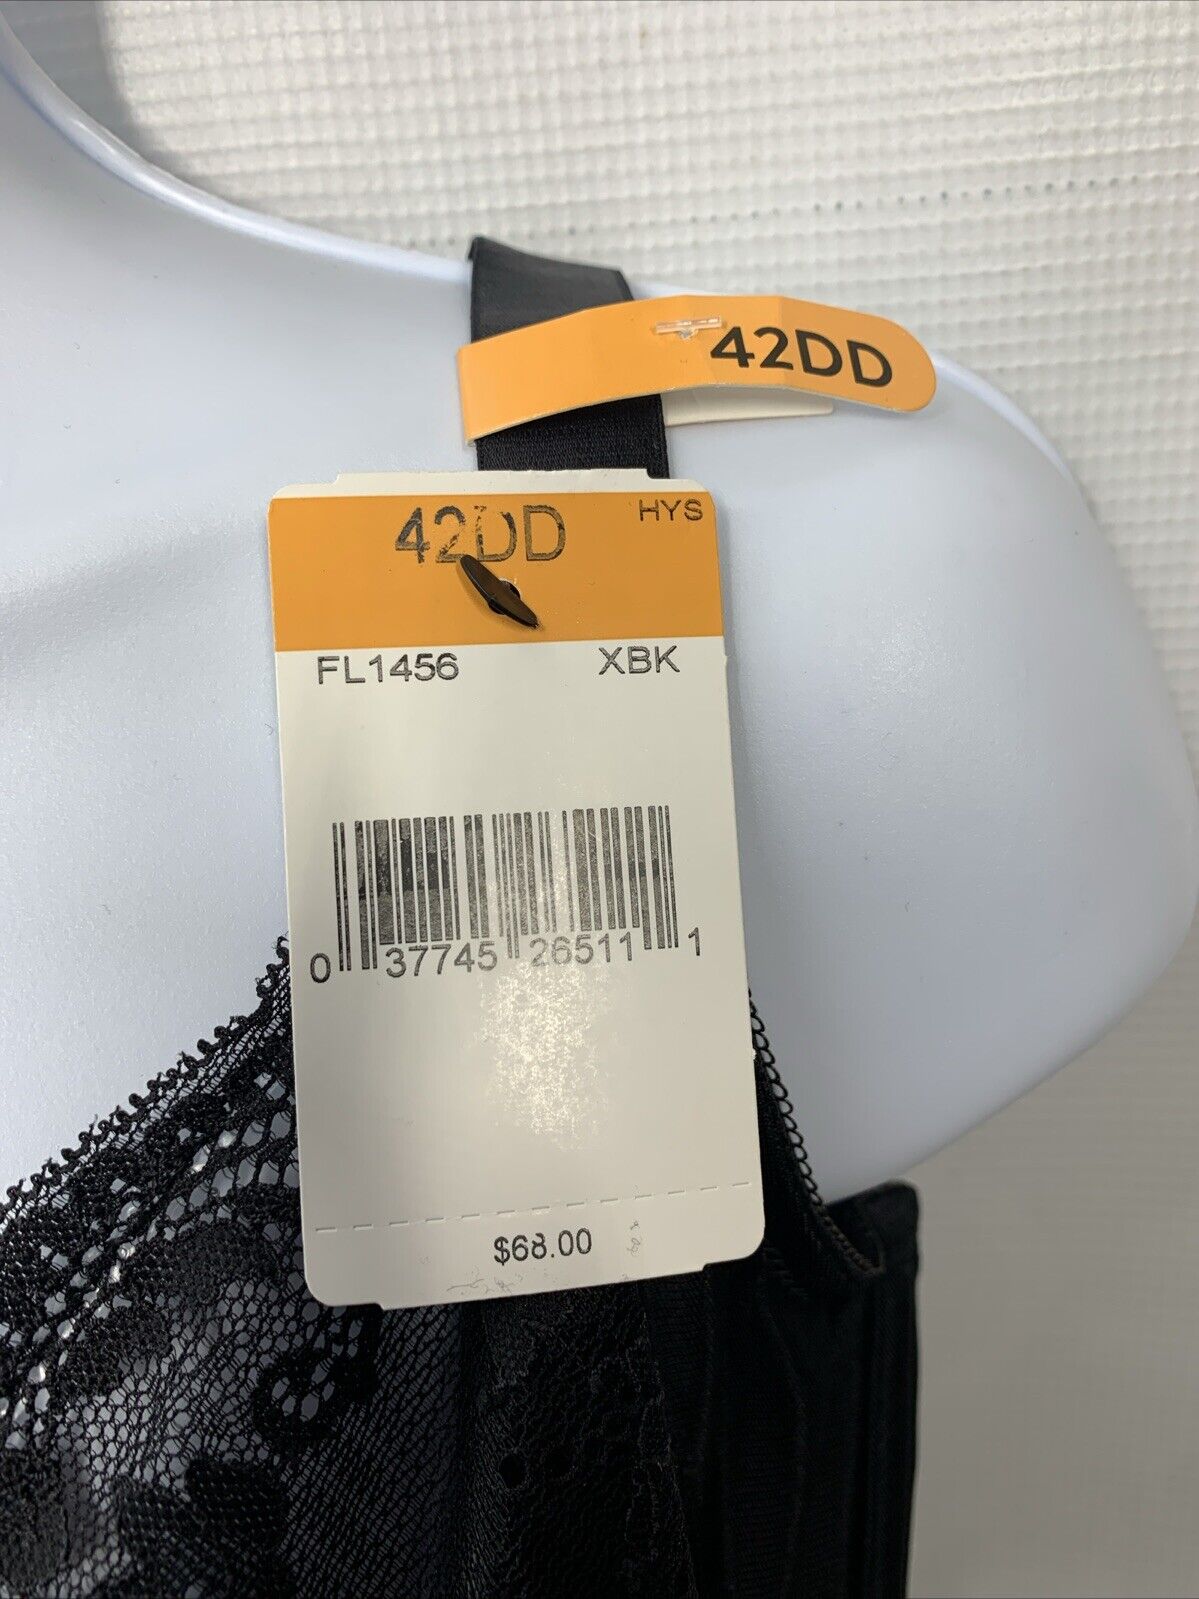 42DD
42DD HYS
FL1456 XBK
0 37745 26511 1
$68.00